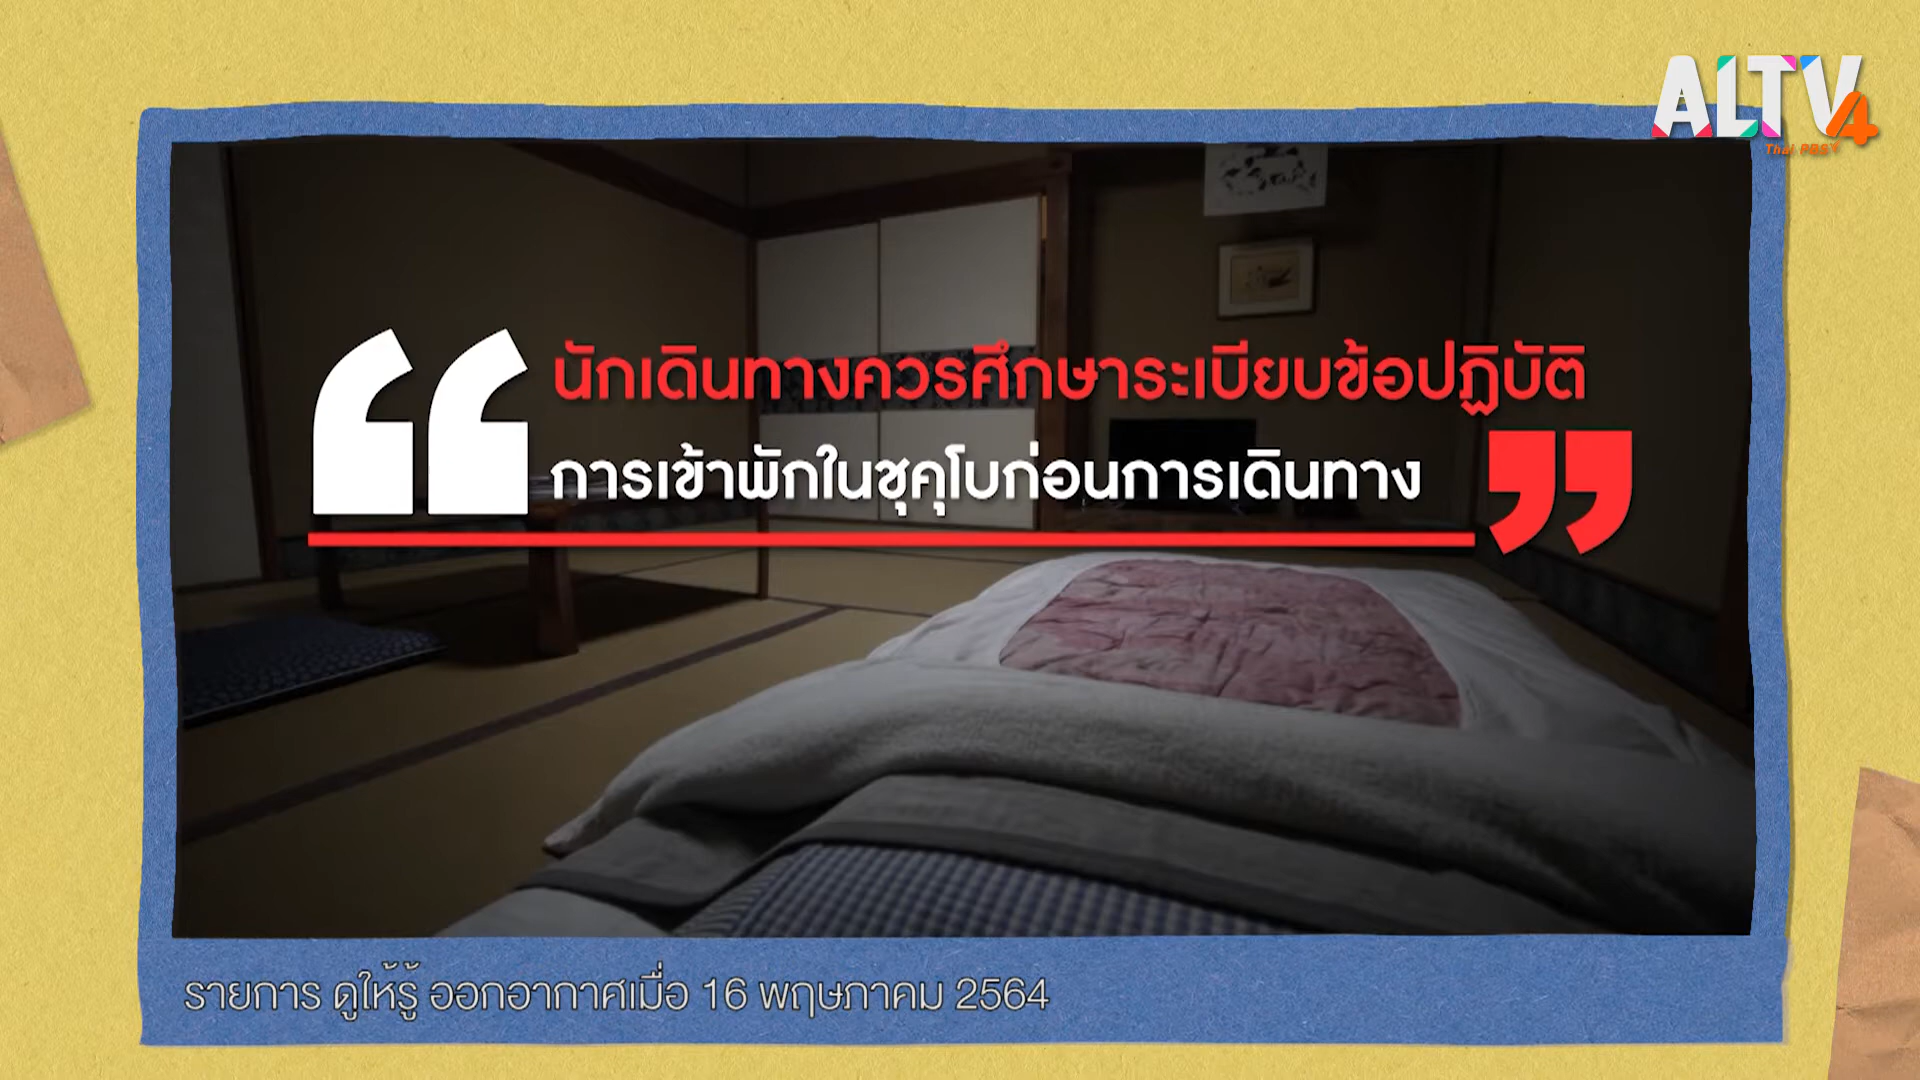 ALTV4
Thai PBS
“นักเดินทางควรศึกษาระเบียบข้อปฏิบัติ
การเข้าพักในชุคุโบก่อนการเดินทาง”
รายการ ดูให้รู้ ออกอากาศเมื่อ 16 พฤษภาคม 2564